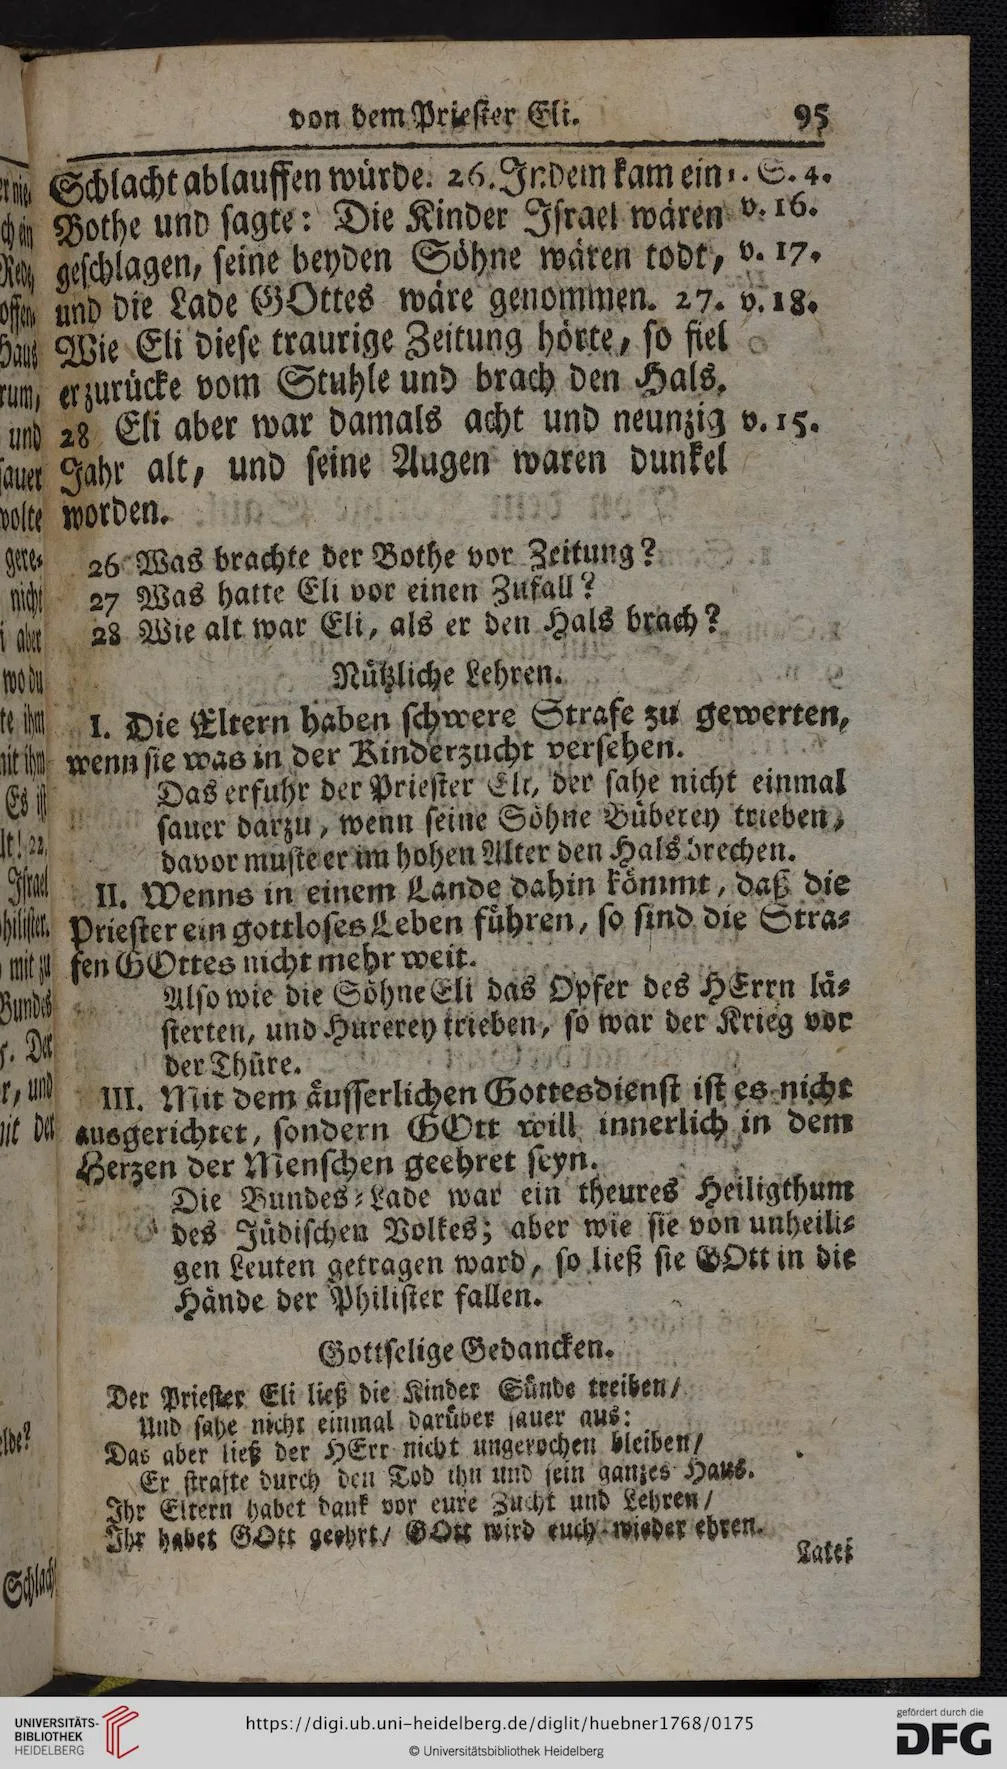 von dem Priester Eli. 95
Schlacht ablauffen würde. 26. Indem kam ein 1. S. 4.
Bothe und sagte: Die Kinder Israel wären v. 16.
geschlagen, seine beyden Söhne wären todt, v. 17.
und die Lade GOttes wäre genommen. 27. v. 18.
Wie Eli diese traurige Zeitung hörte, so fiel
er zurücke vom Stuhle und brach den Hals.
28 Eli aber war damals acht und neunzig v. 15.
Jahr alt, und seine Augen waren dunkel
worden.
26 Was brachte der Bothe vor Zeitung?
27 Was hatte Eli vor einen Zufall?
28 Wie alt war Eli, als er den Hals brach?
Nützliche Lehren.
I. Die Eltern haben schwere Strafe zu gewerten,
wenn sie was in der Kinderzucht versehen.
Das erfuhr der Priester Eli, der sahe nicht einmal
sauer darzu, wenn seine Söhne Büberey trieben,
davor muste er im hohen Alter den Hals brechen.
II. Wenns in einem Lande dahin kömmt, daß die
Priester ein gottloses Leben führen, so sind die Stra-
fen GOttes nicht mehr weit.
Also wie die Söhne Eli das Opfer des HErrn lä-
sterten, und Hurerey trieben, so war der Krieg vor
der Thüre.
III. Mit dem äusserlichen Gottesdienst ist es nicht
ausgerichtet, sondern GOtt will innerlich in dem
Herzen der Menschen geehret seyn.
Die Bundes-Lade war ein theures Heiligthum
des Jüdischen Volkes; aber wie sie von unheili-
gen Leuten getragen ward, so ließ sie GOtt in die
Hände der Philister fallen.
Gottselige Gedancken.
Der Priester Eli ließ die Kinder Sünde treiben/
Und sahe nicht einmal darüber sauer aus:
Das aber ließ der HErr nicht ungerochen bleiben/
Er strafte durch den Tod ihn und sein ganzes Haus.
Ihr Eltern habet dank vor eure Zucht und Lehren/
Ihr habet GOtt geehrt/ GOtt wird euch wieder ehren.
Latei
UNIVERSITÄTS-
BIBLIOTHEK
HEIDELBERG
https://digi.ub.uni-heidelberg.de/diglit/huebner1768/0175
© Universitätsbibliothek Heidelberg
gefördert durch die
DFG